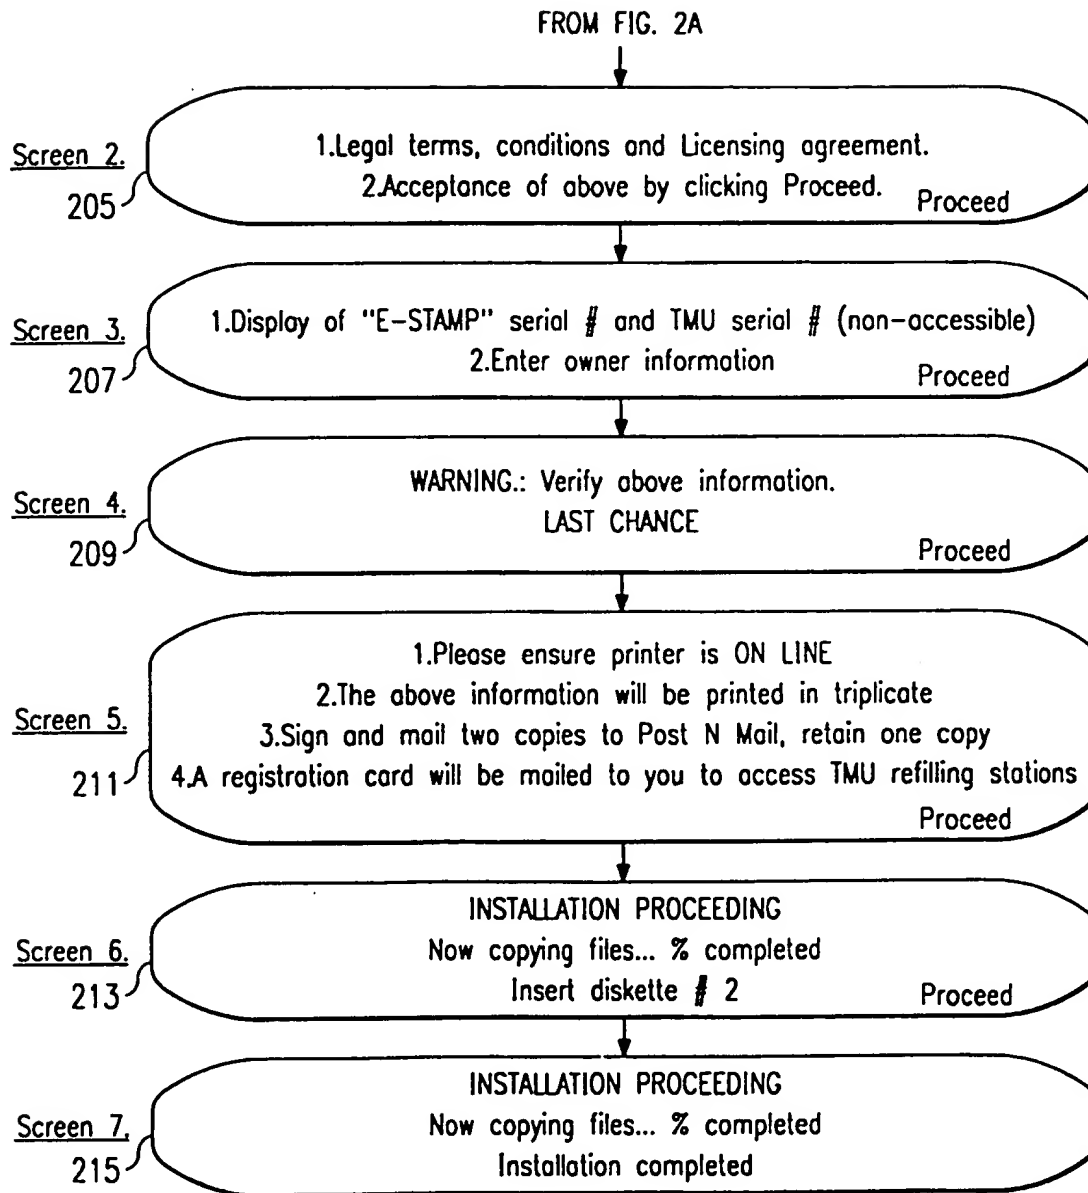 FROM FIG. 2A
Screen 2.
205
1.Legal terms, conditions and Licensing agreement.
2.Acceptance of above by clicking Proceed.
Proceed
Screen 3.
207
1.Display of "E-STAMP" serial # and TMU serial # (non-accessible)
2.Enter owner information
Proceed
Screen 4.
209
WARNING.: Verify above information.
LAST CHANCE
Proceed
Screen 5.
211
1.Please ensure printer is ON LINE
2.The above information will be printed in triplicate
3.Sign and mail two copies to Post N Mail, retain one copy
4.A registration card will be mailed to you to access TMU refilling stations
Proceed
Screen 6.
213
INSTALLATION PROCEEDING
Now copying files... % completed
Insert diskette # 2
Proceed
Screen 7.
215
INSTALLATION PROCEEDING
Now copying files... % completed
Installation completed